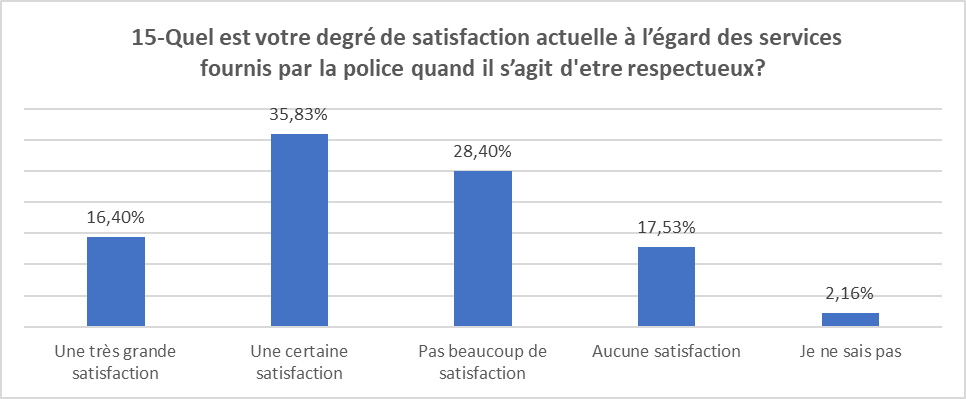 15-Quel est votre degré de satisfaction actuelle à l’égard des services
fournis par la police quand il s’agit d'etre respectueux?
16,40%
35,83%
28,40%
17,53%
2,16%
Une très grande
satisfaction
Une certaine
satisfaction
Pas beaucoup de
satisfaction
Aucune satisfaction
Je ne sais pas